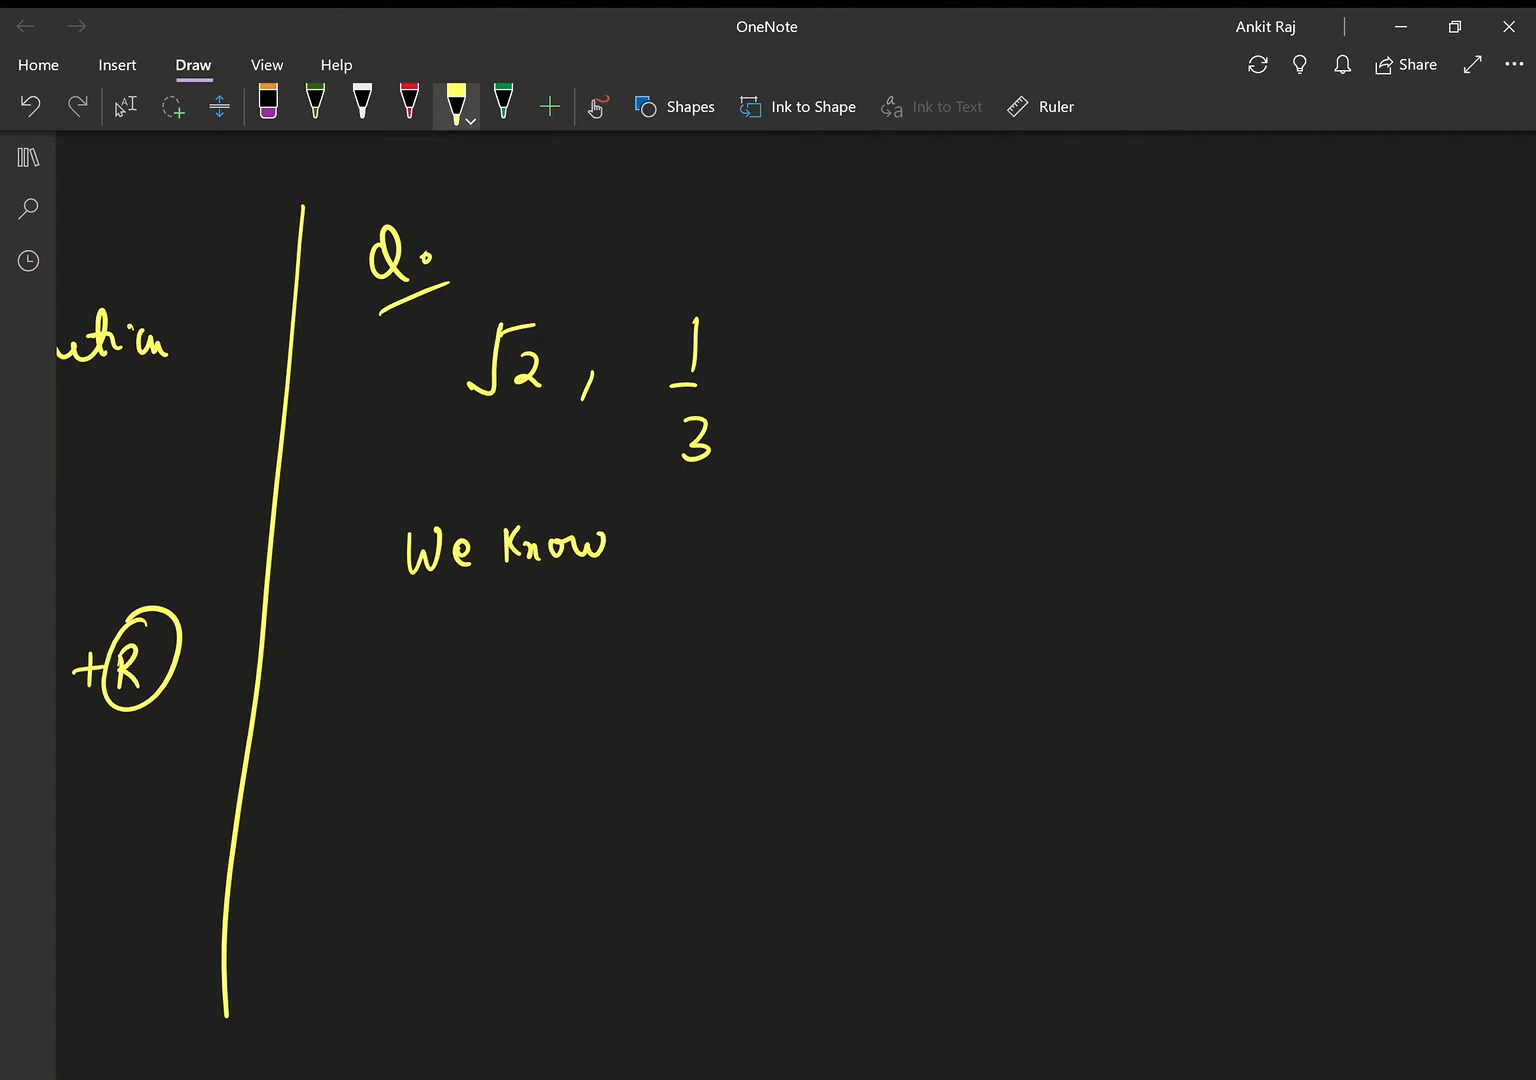 OneNote
Ankit Raj
Home Insert Draw View Help
Share
Shapes Ink to Shape Ink to Text Ruler
Q.
√2 , 1/3
ution
We Know
+R